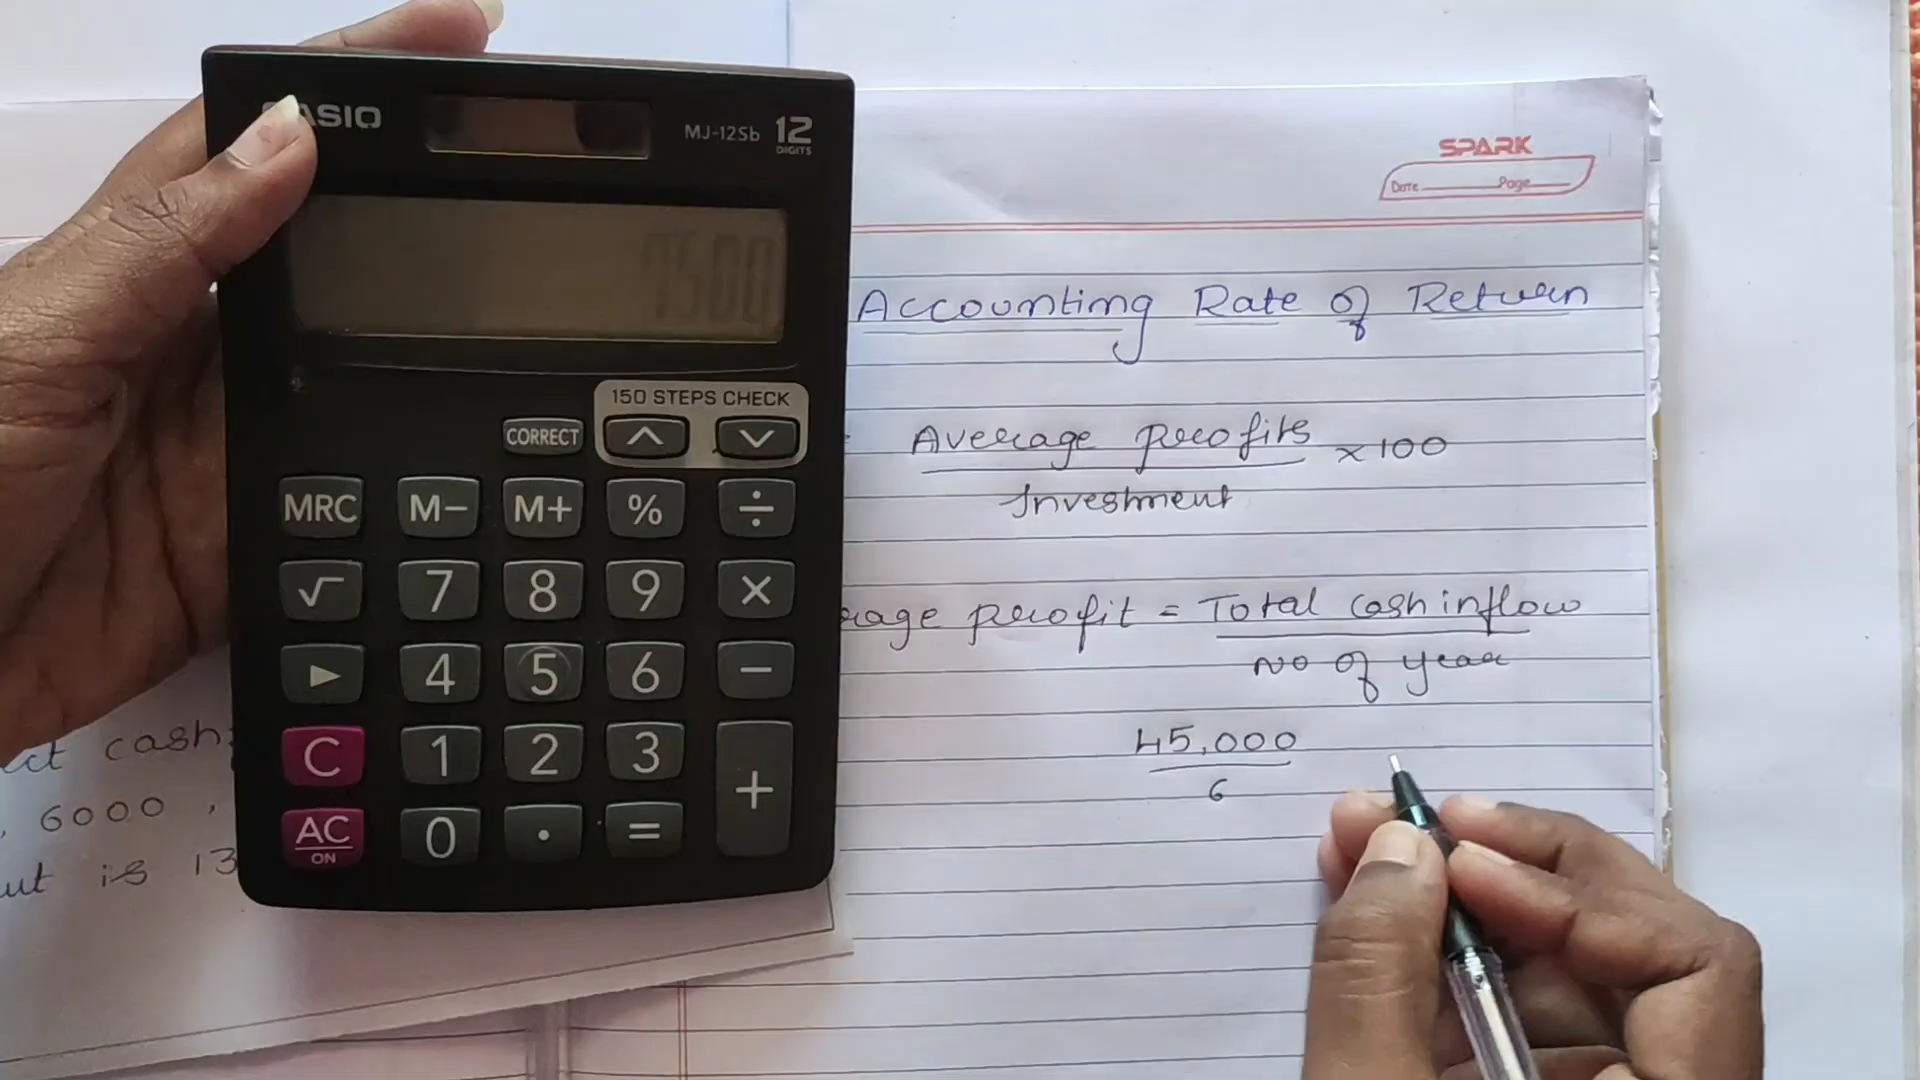 CASIO
MJ-12Sb 12
DIGITS
7500
150 STEPS CHECK
CORRECT
MRC M− M+ % ÷
√ 7 8 9 ×
4 5 6 −
C 1 2 3 +
AC
ON
0 . =
SPARK
Date Page
Accounting Rate of Return
Average profits × 100
Investment
rage profit = Total cash inflow
No of year
45,000
6
cash
6000 ,
is 13